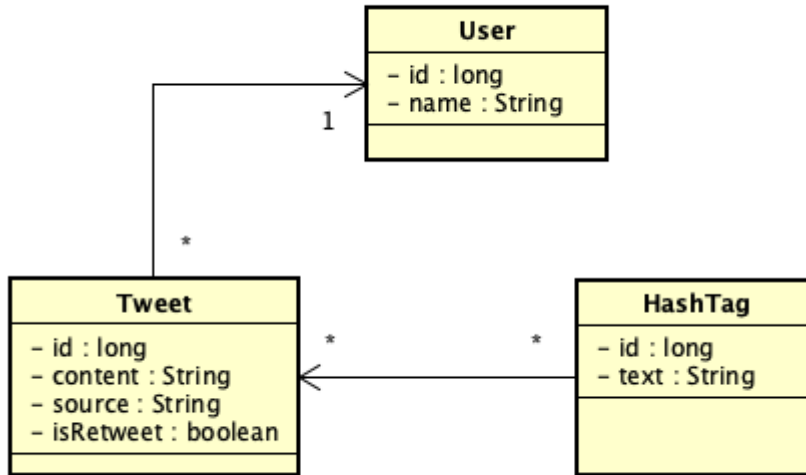 User
- id : long
- name : String
1
*
Tweet
- id : long
- content : String
- source : String
- isRetweet : boolean
*
*
HashTag
- id : long
- text : String